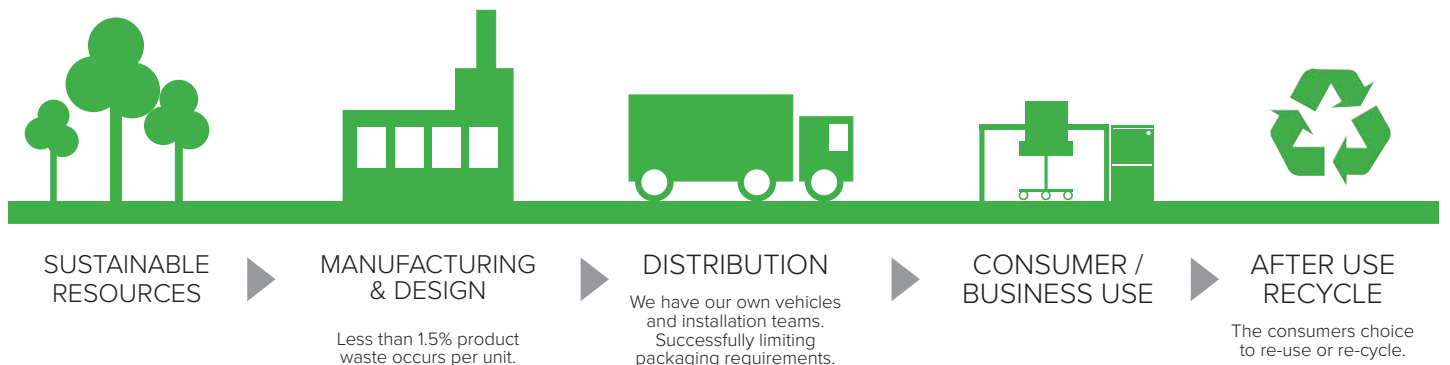 SUSTAINABLE
RESOURCES
MANUFACTURING
& DESIGN
Less than 1.5% product
waste occurs per unit.
DISTRIBUTION
We have our own vehicles
and installation teams.
Successfully limiting
packaging requirements.
CONSUMER /
BUSINESS USE
AFTER USE
RECYCLE
The consumers choice
to re-use or re-cycle.